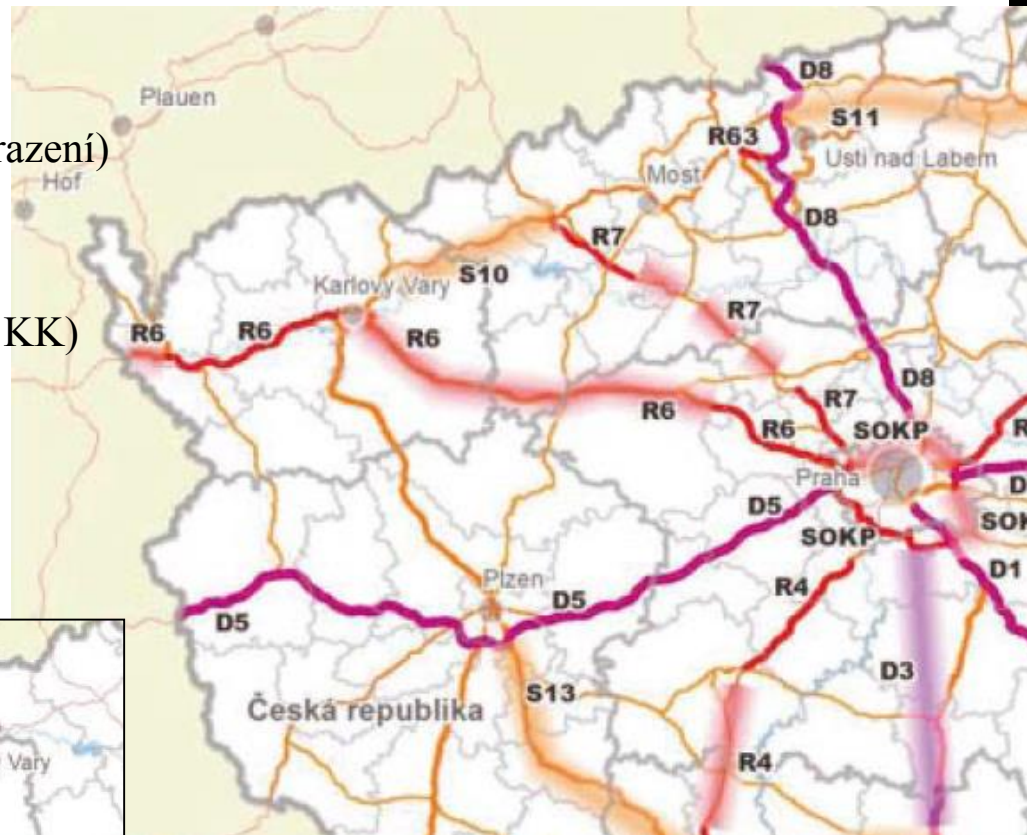 D8
Plauen
S11
razení)
R63
Usti nad Labem
Hof
Most
D8
R7
S10
Karlovy Vary
R7
KK)
R6
R6
R6
D8
R7
R6
SOKP
R6
Praha
D5
SOKP
D1
Plzen
R4
D5
D5
D3
S13
Česká republika
Vary
R4